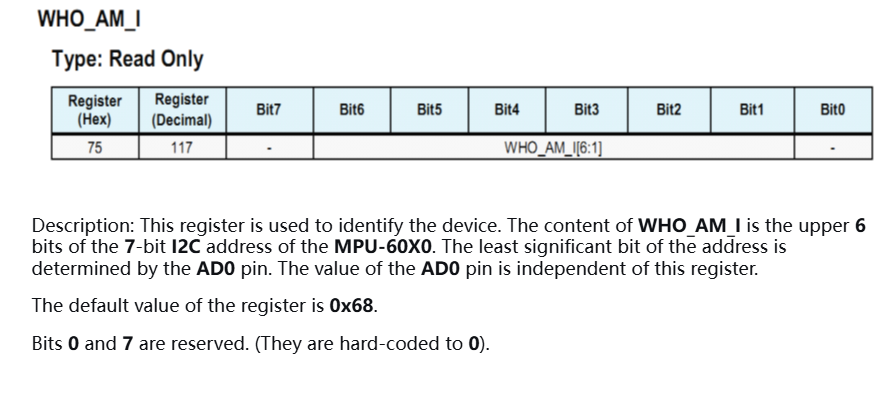 WHO_AM_I
Type: Read Only
Register (Hex) Register (Decimal) Bit7 Bit6 Bit5 Bit4 Bit3 Bit2 Bit1 Bit0
75 117 - WHO_AM_I[6:1] -
Description: This register is used to identify the device. The content of WHO_AM_I is the upper 6
bits of the 7-bit I2C address of the MPU-60X0. The least significant bit of the address is
determined by the AD0 pin. The value of the AD0 pin is independent of this register.
The default value of the register is 0x68.
Bits 0 and 7 are reserved. (They are hard-coded to 0).